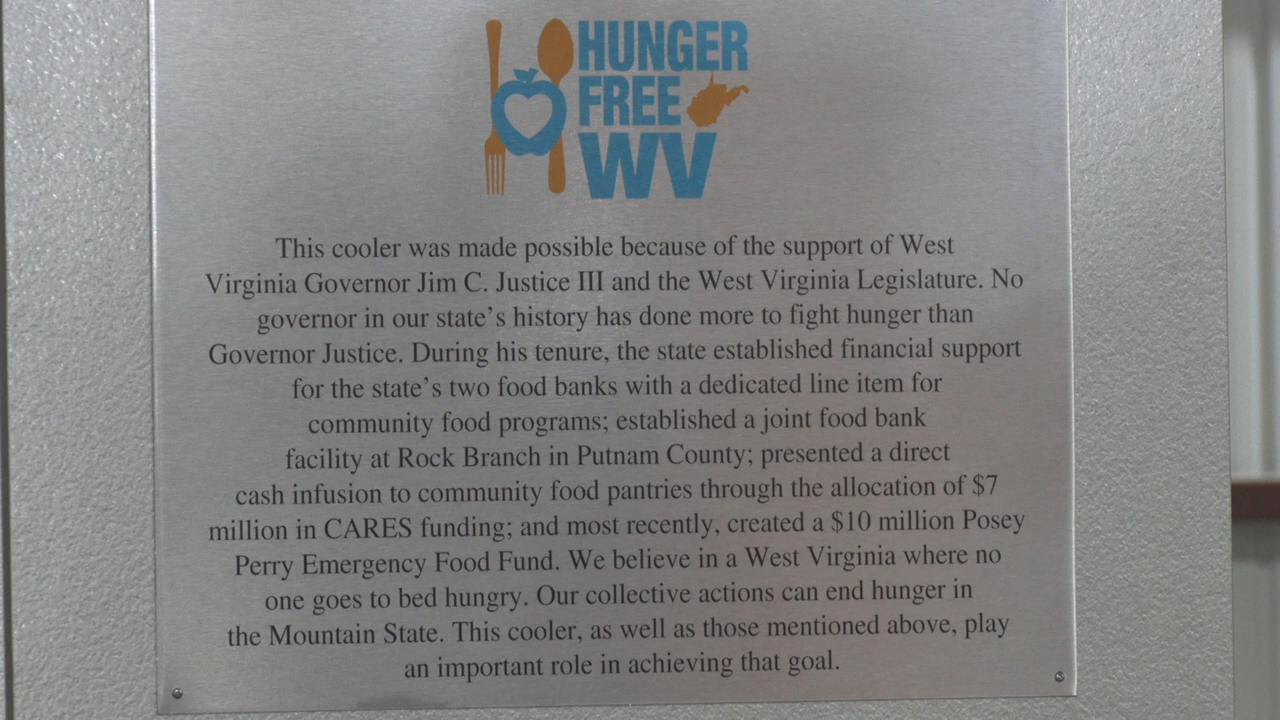 HUNGER
FREE
WV
This cooler was made possible because of the support of West
Virginia Governor Jim C. Justice III and the West Virginia Legislature. No
governor in our state's history has done more to fight hunger than
Governor Justice. During his tenure, the state established financial support
for the state's two food banks with a dedicated line item for
community food programs; established a joint food bank
facility at Rock Branch in Putnam County; presented a direct
cash infusion to community food pantries through the allocation of $7
million in CARES funding; and most recently, created a $10 million Posey
Perry Emergency Food Fund. We believe in a West Virginia where no
one goes to bed hungry. Our collective actions can end hunger in
the Mountain State. This cooler, as well as those mentioned above, play
an important role in achieving that goal.